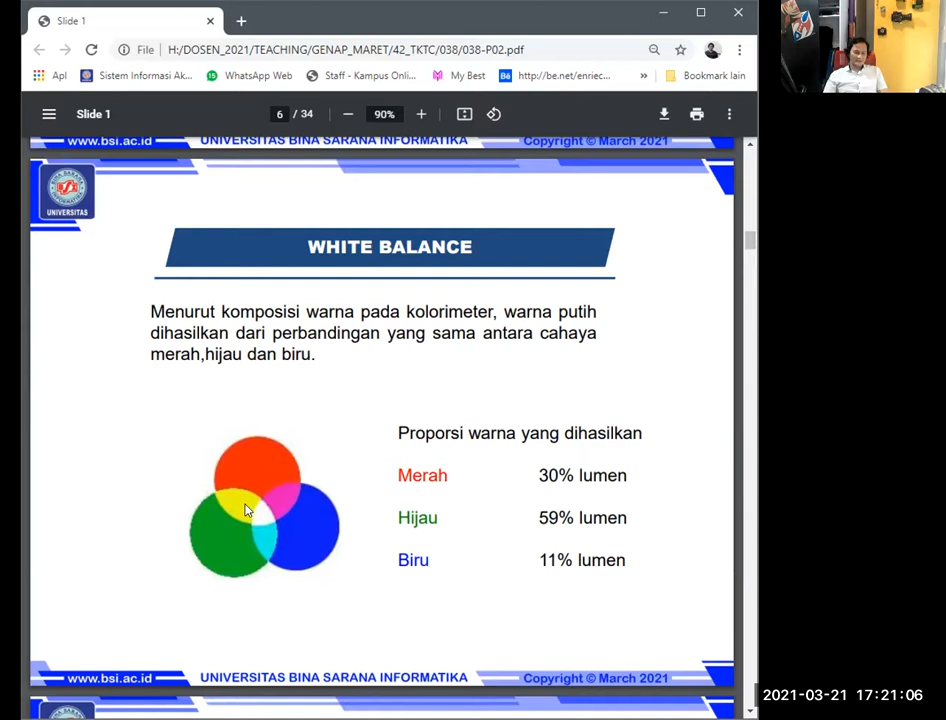 Slide 1
File
H:/DOSEN_2021/TEACHING/GENAP_MARET/42_TKTC/038/038-P02.pdf
Apl
Sistem Informasi Ak...
WhatsApp Web
Staff - Kampus Onli...
My Best
Bē
http://be.net/enriec...
»
Bookmark lain
Slide 1
6 / 34
90%
www.bsi.ac.id
UNIVERSITAS BINA SARANA INFORMATIKA
Copyright © March 2021
UNIVERSITAS
WHITE BALANCE
Menurut komposisi warna pada kolorimeter, warna putih
dihasilkan dari perbandingan yang sama antara cahaya
merah,hijau dan biru.
Proporsi warna yang dihasilkan
Merah 30% lumen
Hijau 59% lumen
Biru 11% lumen
www.bsi.ac.id
UNIVERSITAS BINA SARANA INFORMATIKA
Copyright © March 2021
2021-03-21 17:21:06